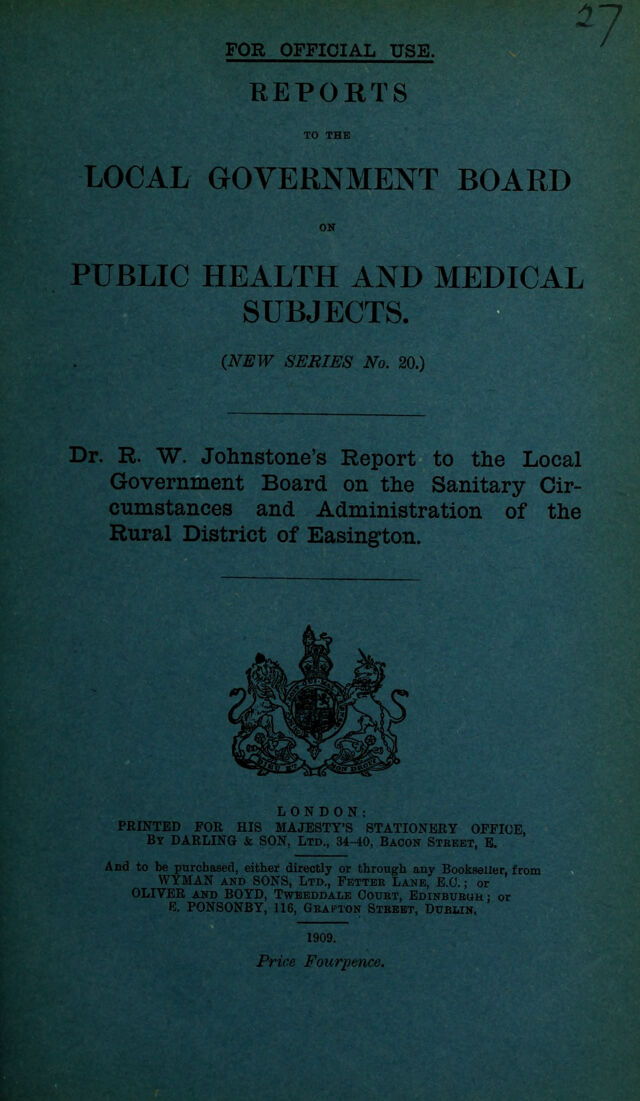 27
FOR OFFICIAL USE.
REPORTS
TO THE
LOCAL GOVERNMENT BOARD
ON
PUBLIC HEALTH AND MEDICAL
SUBJECTS.
(NEW SERIES No. 20.)
Dr. R. W. Johnstone's Report to the Local
Government Board on the Sanitary Cir-
cumstances and Administration of the
Rural District of Easington.
LONDON:
PRINTED FOR HIS MAJESTY'S STATIONERY OFFICE,
By DARLING & SON, Ltd., 34-40, Bacon Street, E.
And to be purchased, either directly or through any Bookseller, from
WYMAN AND SONS, Ltd., Fetter Lane, E.C.; or
OLIVER AND BOYD, Tweeddale Court, Edinburgh; or
E. PONSONBY, 116, Grafton Street, Dublin.
1909.
Price Fourpence.